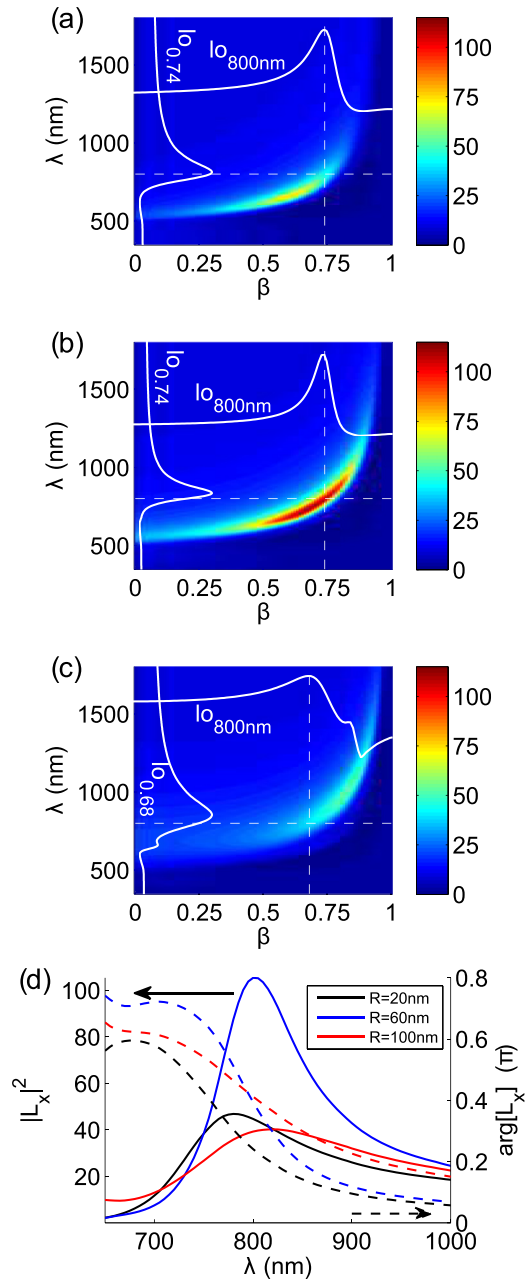 (a)
1500
1000
500
λ (nm)
Io0.74
Io800nm
0
0.25
0.5
0.75
1
β
100
75
50
25
0
(b)
1500
1000
500
λ (nm)
Io0.74
Io800nm
0
0.25
0.5
0.75
1
β
100
75
50
25
0
(c)
1500
1000
500
λ (nm)
Io0.68
Io800nm
0
0.25
0.5
0.75
1
β
100
75
50
25
0
(d)
100
80
60
40
20
|Lx|2
R=20nm
R=60nm
R=100nm
0.8
0.6
0.4
0.2
0
arg[Lx] (π)
700
800
900
1000
λ (nm)